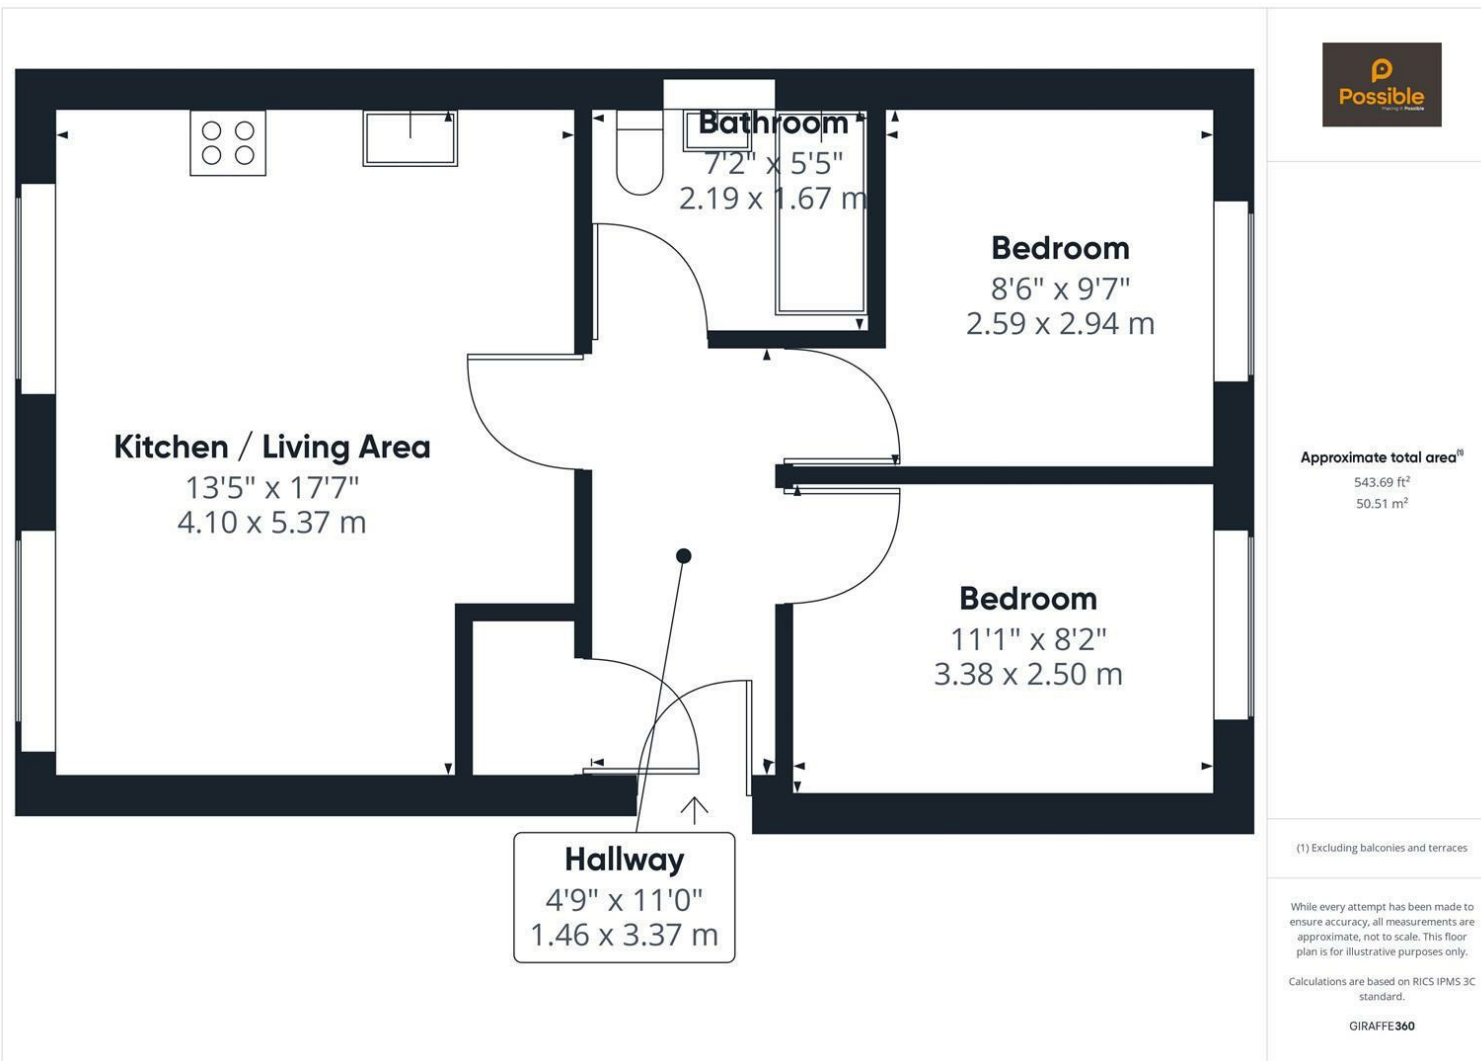 Possible
Making it Possible
Bathroom
7'2" x 5'5"
2.19 x 1.67 m
Bedroom
8'6" x 9'7"
2.59 x 2.94 m
Kitchen / Living Area
13'5" x 17'7"
4.10 x 5.37 m
Bedroom
11'1" x 8'2"
3.38 x 2.50 m
Hallway
4'9" x 11'0"
1.46 x 3.37 m
Approximate total area⁽¹⁾
543.69 ft²
50.51 m²
(1) Excluding balconies and terraces
While every attempt has been made to
ensure accuracy, all measurements are
approximate, not to scale. This floor
plan is for illustrative purposes only.
Calculations are based on RICS IPMS 3C
standard.
GIRAFFE360